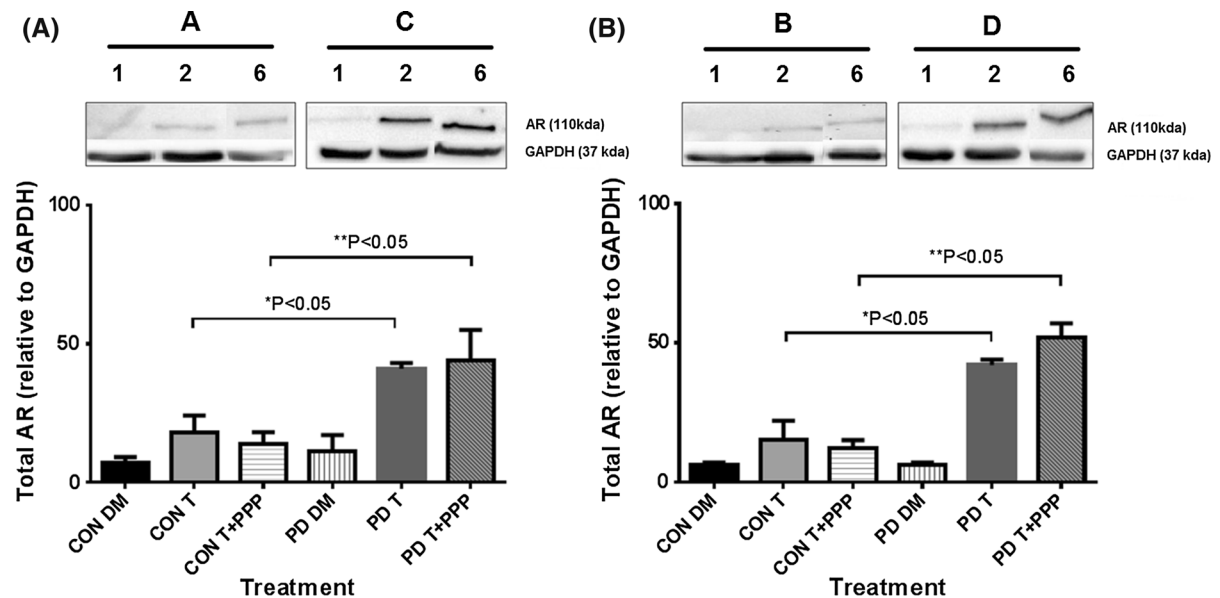 (A)
A
C
1 2 6
1 2 6
AR (110kda)
GAPDH (37 kda)
Total AR (relative to GAPDH)
100
50
0
**P<0.05
*P<0.05
CON DM
CON T
CON T+PPP
PD DM
PD T
PD T+PPP
Treatment
(B)
B
D
1 2 6
1 2 6
AR (110kda)
GAPDH (37 kda)
Total AR (relative to GAPDH)
100
50
0
**P<0.05
*P<0.05
CON DM
CON T
CON T+PPP
PD DM
PD T
PD T+PPP
Treatment